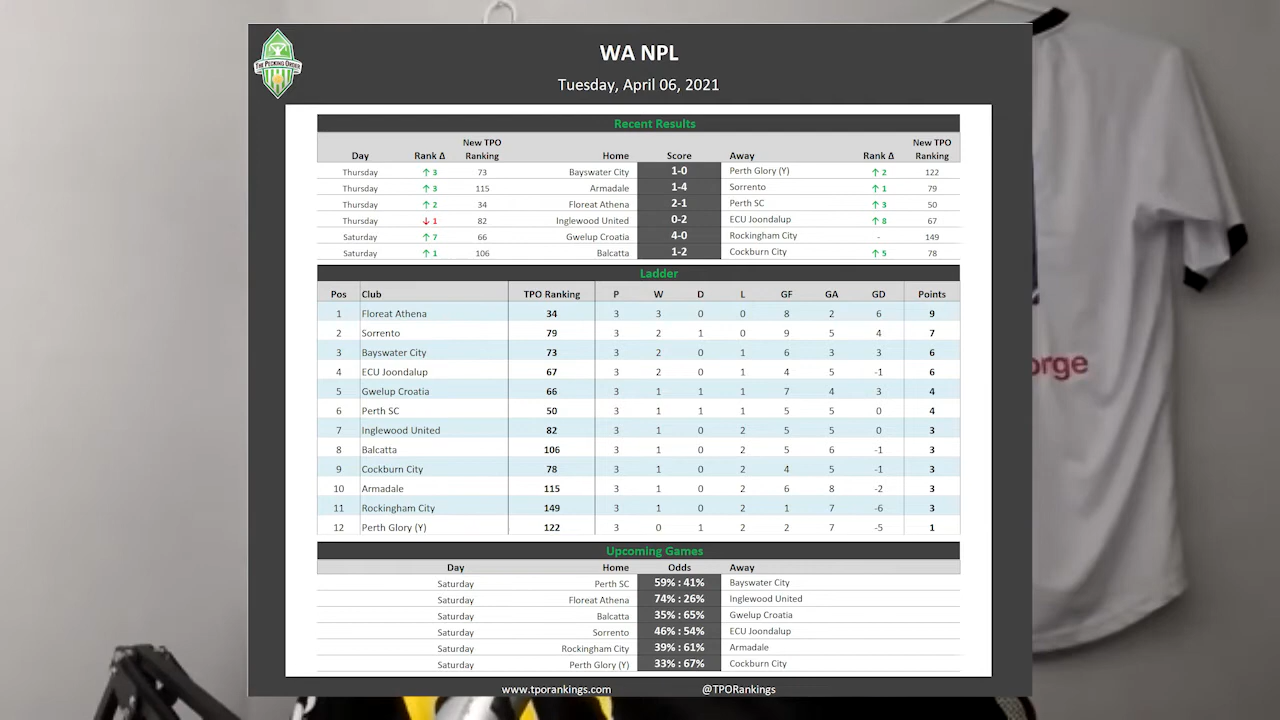 THE PECKING ORDER
WA NPL
Tuesday, April 06, 2021
Recent Results
Day Rank Δ New TPO Ranking Home Score Away Rank Δ New TPO Ranking
Thursday ↑ 3 73 Bayswater City 1-0 Perth Glory (Y) ↑ 2 122
Thursday ↑ 3 115 Armadale 1-4 Sorrento ↑ 1 79
Thursday ↑ 2 34 Floreat Athena 2-1 Perth SC ↑ 3 50
Thursday ↓ 1 82 Inglewood United 0-2 ECU Joondalup ↑ 8 67
Saturday ↑ 7 66 Gwelup Croatia 4-0 Rockingham City - 149
Saturday ↑ 1 106 Balcatta 1-2 Cockburn City ↑ 5 78
Ladder
Pos Club TPO Ranking P W D L GF GA GD Points
1 Floreat Athena 34 3 3 0 0 8 2 6 9
2 Sorrento 79 3 2 1 0 9 5 4 7
3 Bayswater City 73 3 2 0 1 6 3 3 6
4 ECU Joondalup 67 3 2 0 1 4 5 -1 6
5 Gwelup Croatia 66 3 1 1 1 7 4 3 4
6 Perth SC 50 3 1 1 1 5 5 0 4
7 Inglewood United 82 3 1 0 2 5 5 0 3
8 Balcatta 106 3 1 0 2 5 6 -1 3
9 Cockburn City 78 3 1 0 2 4 5 -1 3
10 Armadale 115 3 1 0 2 6 8 -2 3
11 Rockingham City 149 3 1 0 2 1 7 -6 3
12 Perth Glory (Y) 122 3 0 1 2 2 7 -5 1
Upcoming Games
Day Home Odds Away
Saturday Perth SC 59% : 41% Bayswater City
Saturday Floreat Athena 74% : 26% Inglewood United
Saturday Balcatta 35% : 65% Gwelup Croatia
Saturday Sorrento 46% : 54% ECU Joondalup
Saturday Rockingham City 39% : 61% Armadale
Saturday Perth Glory (Y) 33% : 67% Cockburn City
www.tporankings.com @TPORankings
orge